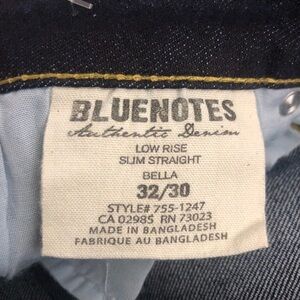 BLUENOTES
Authentic Denim
LOW RISE
SLIM STRAIGHT
BELLA
32/30
STYLE# 755-1247
CA 02985 RN 73023
MADE IN BANGLADESH
FABRIQUE AU BANGLADESH